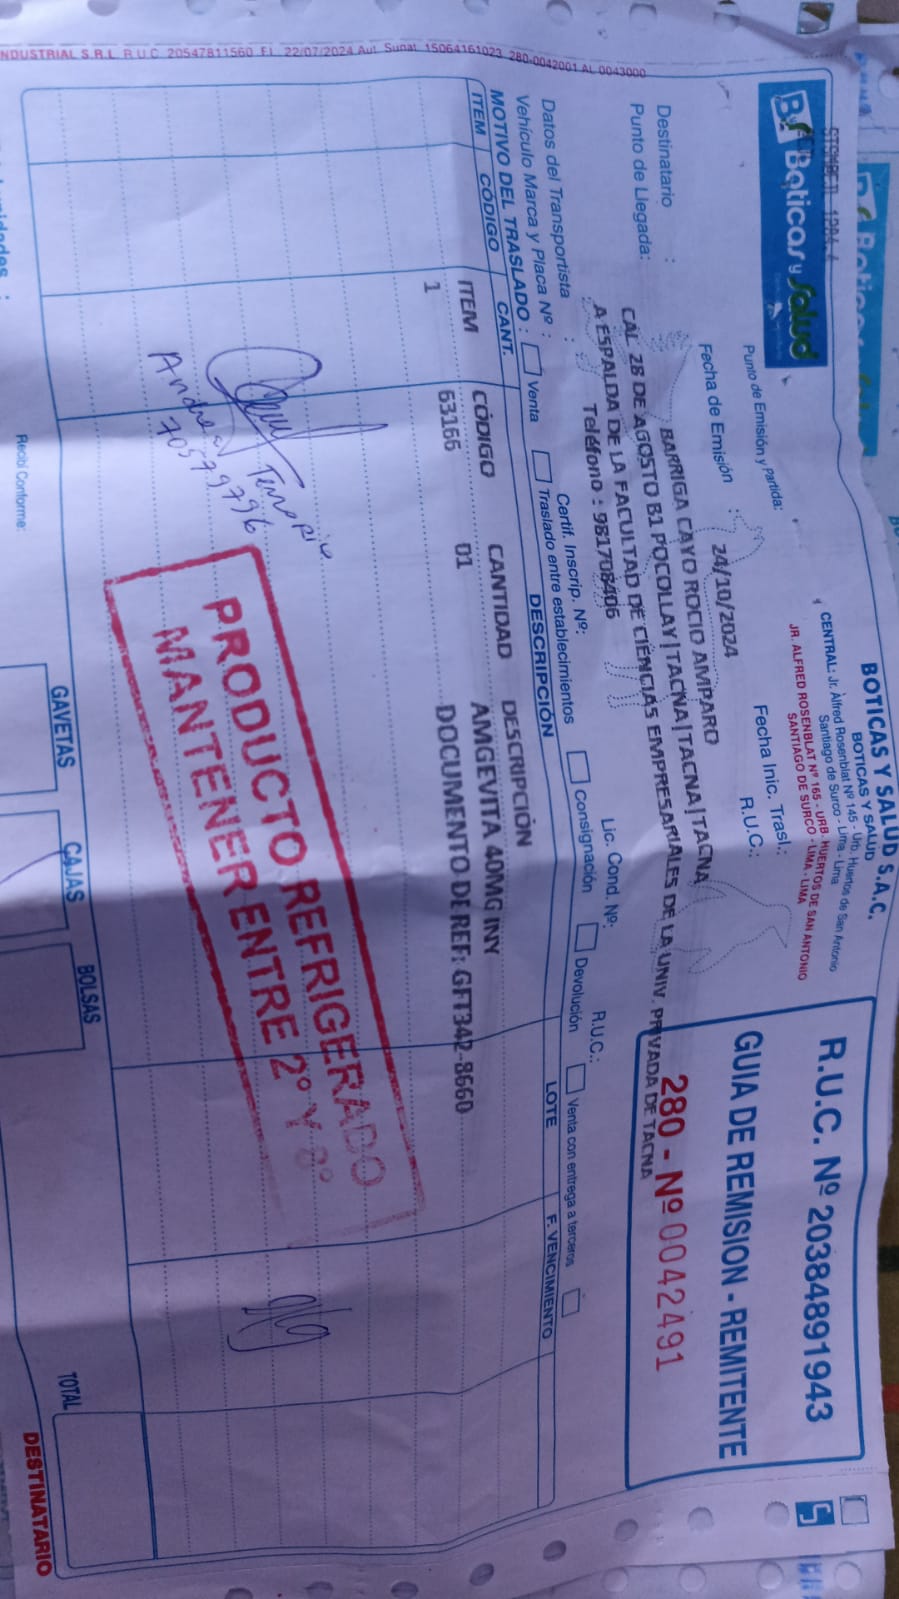 INDUSTRIAL S.R.L. R.U.C 20547811560 F.I. 22/07/2024 Aut. Sunat 15064161023 280-0042001 AL 0043000
BS Boticas y Salud
BOTICAS Y SALUD S.A.C.
BOTICAS Y SALUD
CENTRAL: Jr. Alfred Rosenblat Nº 145 - Urb. Huertos de San Antonio
Santiago de Surco - Lima - Lima
Punto de Emisión y Partida:
JR. ALFRED ROSENBLAT Nº 165 - URB. HUERTOS DE SAN ANTONIO
SANTIAGO DE SURCO - LIMA - LIMA
R.U.C. Nº 20384891943
GUIA DE REMISION - REMITENTE
280 - Nº 0042491
Fecha de Emisión : 24/10/2024
Fecha Inic. Trasl.:
Destinatario : BARRIGA CAYO ROCIO AMPARO
R.U.C.:
Punto de Llegada: CAL 28 DE AGOSTO B1 POCOLLAY|TACNA|TACNA|TACNA
A ESPALDA DE LA FACULTAD DE CIENCIAS EMPRESARIALES DE LA UNIV. PRIVADA DE TACNA
Teléfono : 981708406
Datos del Transportista :
R.U.C.:
Vehículo Marca y Placa Nº :
Certif. Inscrip. Nº:
Lic. Cond. Nº:
MOTIVO DEL TRASLADO :
Venta
Traslado entre establecimientos
Consignación
Devolución
Venta con entrega a terceros
ITEM CÓDIGO CANT. DESCRIPCIÓN LOTE F. VENCIMIENTO
ITEM CÓDIGO CANTIDAD DESCRIPCIÓN
1 63166 01 AMGEVITA 40MG INY
DOCUMENTO DE REF: GFT342-8660
PRODUCTO REFRIGERADO
MANTENER ENTRE 2° Y 8°
70579796
Recibí Conforme:
GAVETAS
CAJAS
BOLSAS
TOTAL
DESTINATARIO